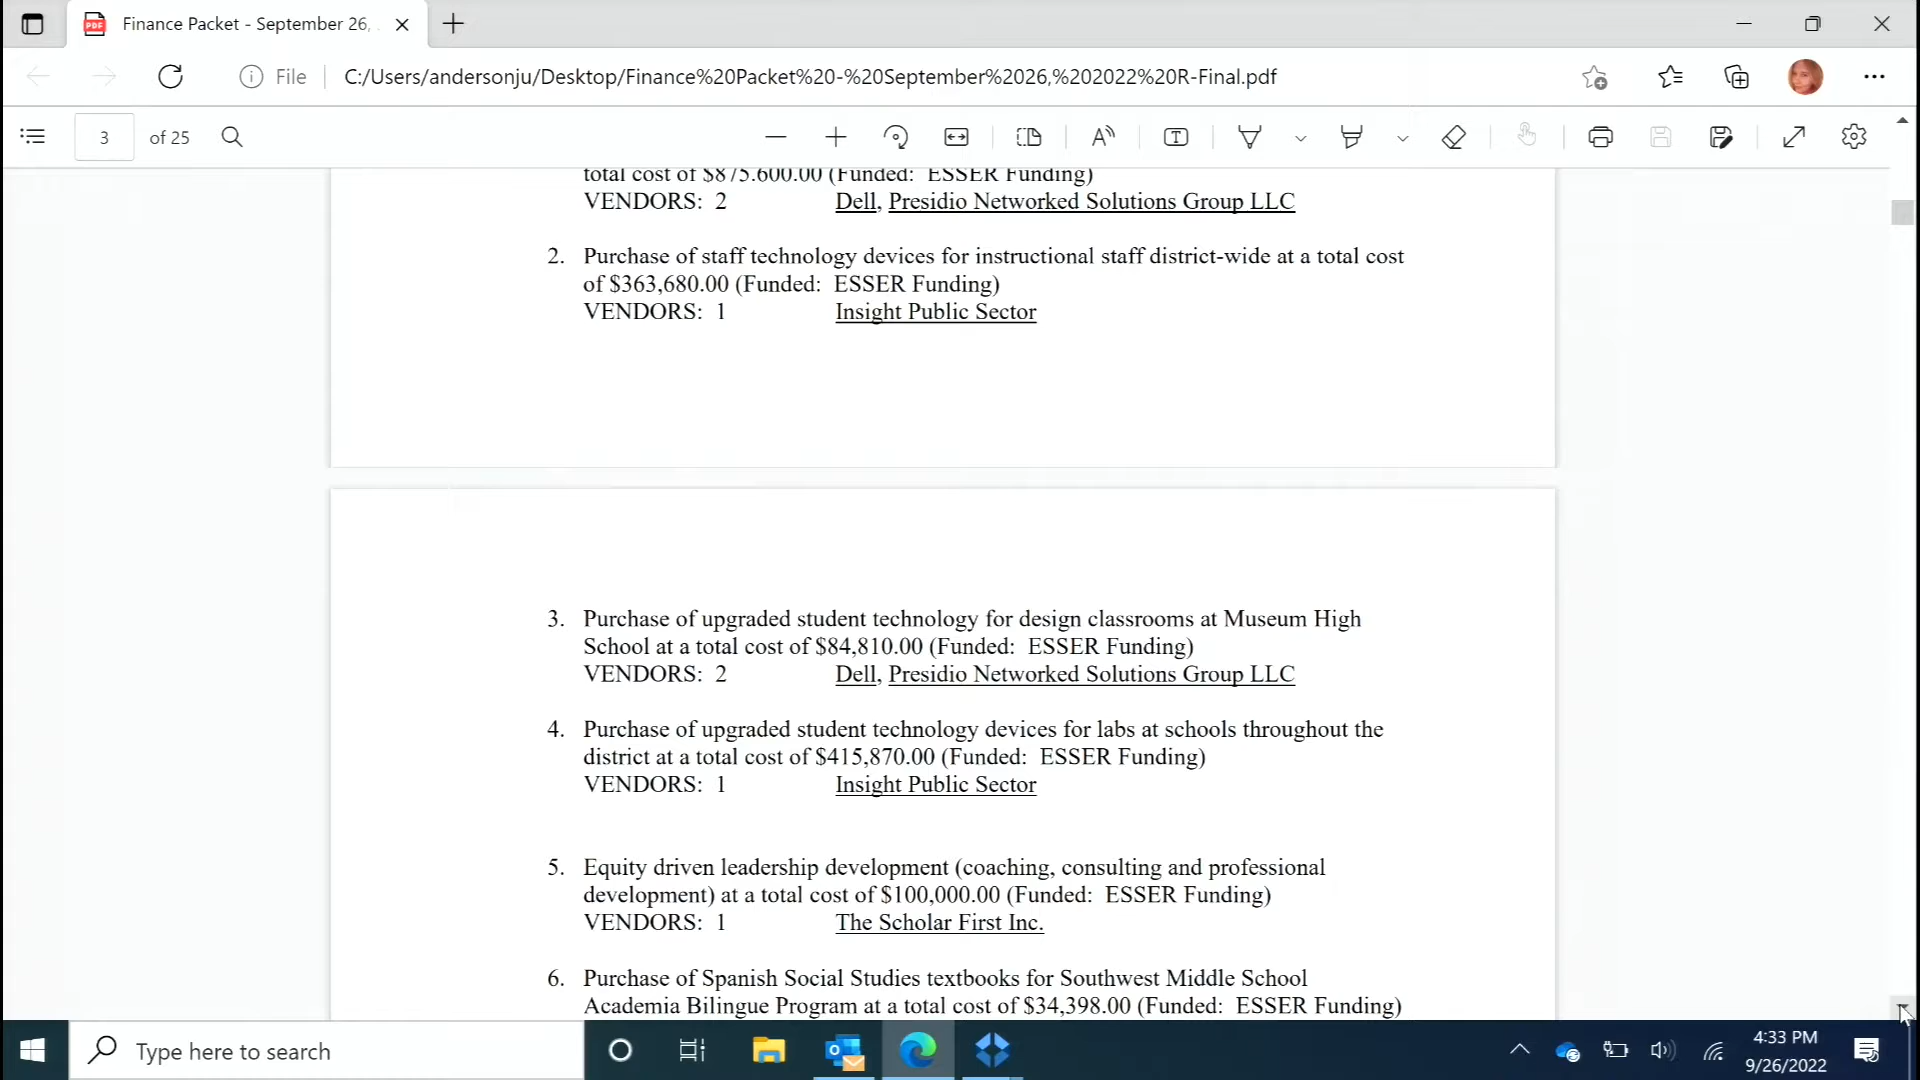 Finance Packet - September 26,
File
C:/Users/andersonju/Desktop/Finance%20Packet%20-%20September%2026,%202022%20R-Final.pdf
3 of 25
total cost of $875.600.00 (Funded: ESSER Funding)
VENDORS: 2 Dell, Presidio Networked Solutions Group LLC
2. Purchase of staff technology devices for instructional staff district-wide at a total cost
of $363,680.00 (Funded: ESSER Funding)
VENDORS: 1 Insight Public Sector
3. Purchase of upgraded student technology for design classrooms at Museum High
School at a total cost of $84,810.00 (Funded: ESSER Funding)
VENDORS: 2 Dell, Presidio Networked Solutions Group LLC
4. Purchase of upgraded student technology devices for labs at schools throughout the
district at a total cost of $415,870.00 (Funded: ESSER Funding)
VENDORS: 1 Insight Public Sector
5. Equity driven leadership development (coaching, consulting and professional
development) at a total cost of $100,000.00 (Funded: ESSER Funding)
VENDORS: 1 The Scholar First Inc.
6. Purchase of Spanish Social Studies textbooks for Southwest Middle School
Academia Bilingue Program at a total cost of $34,398.00 (Funded: ESSER Funding)
Type here to search
4:33 PM
9/26/2022